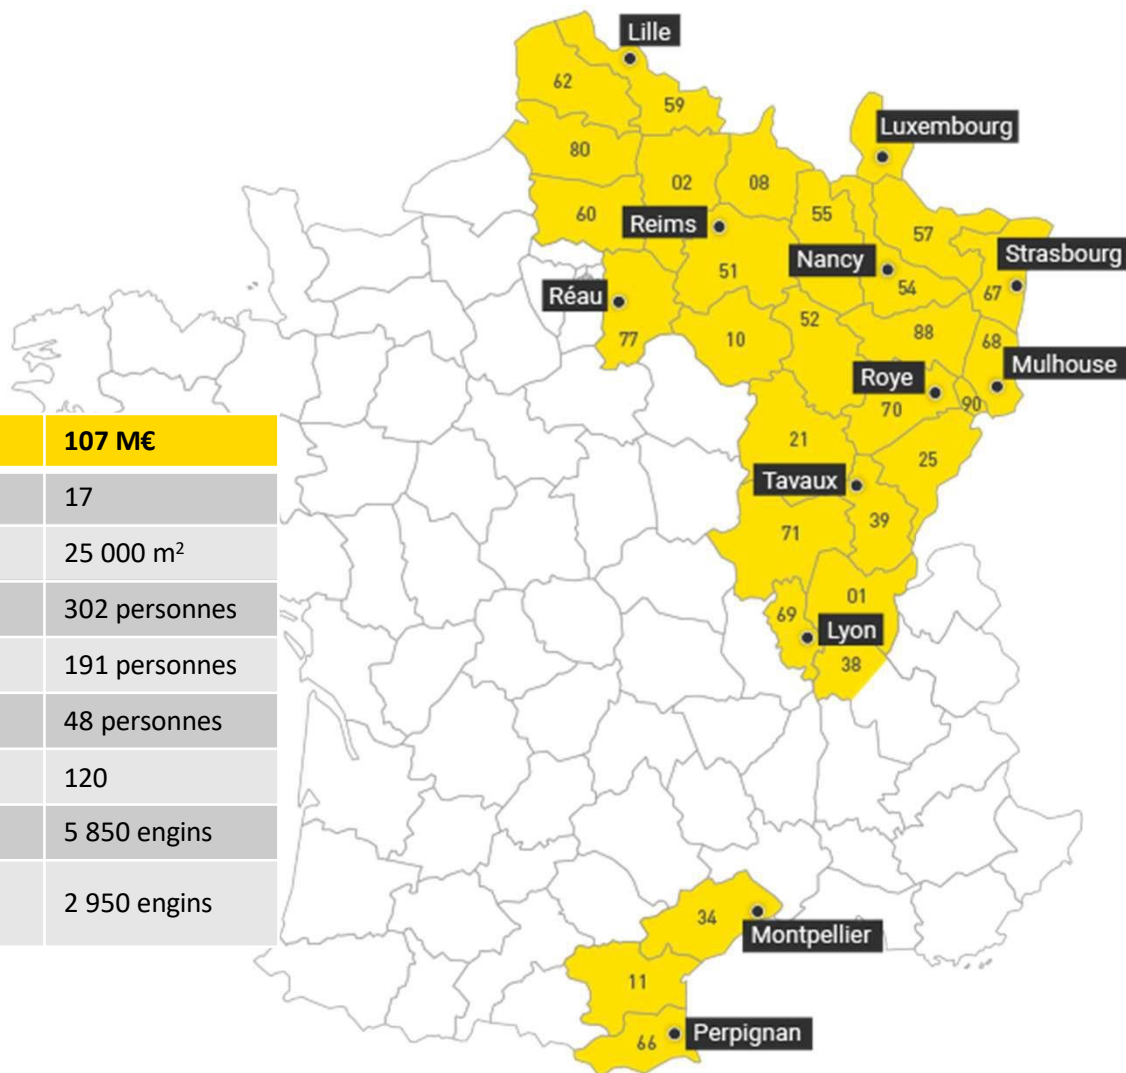 Lille
62
59
Luxembourg
80
02
08
60
55
Reims
57
Strasbourg
51
Nancy
54
67
Réau
52
77
10
88
68
Roye
Mulhouse
70
90
107 M€
21
25
Tavaux
17
39
71
25 000 m²
302 personnes
01
69
Lyon
191 personnes
38
48 personnes
120
5 850 engins
2 950 engins
34
Montpellier
11
Perpignan
66